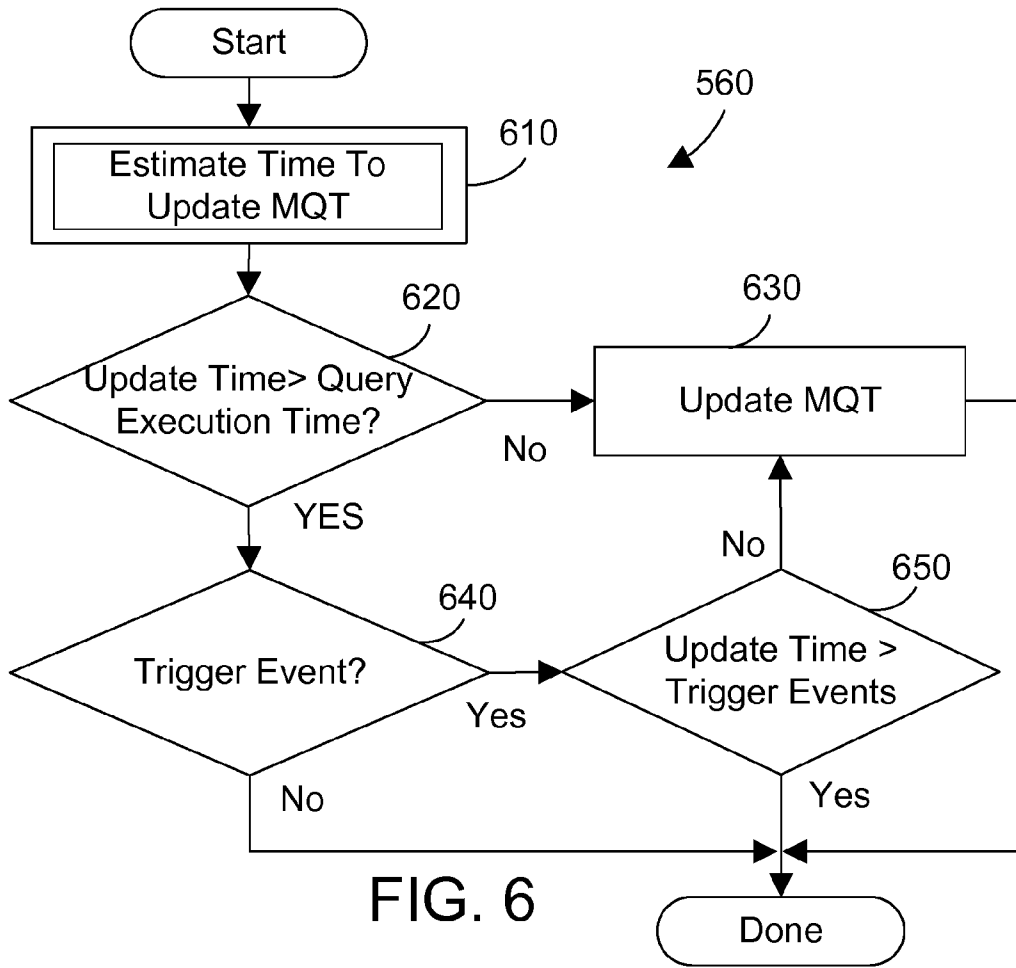 Start
560
610
Estimate Time To
Update MQT
620
630
Update Time> Query
Execution Time?
Update MQT
No
YES
No
640
650
Trigger Event?
Update Time >
Trigger Events
Yes
No
Yes
FIG. 6
Done